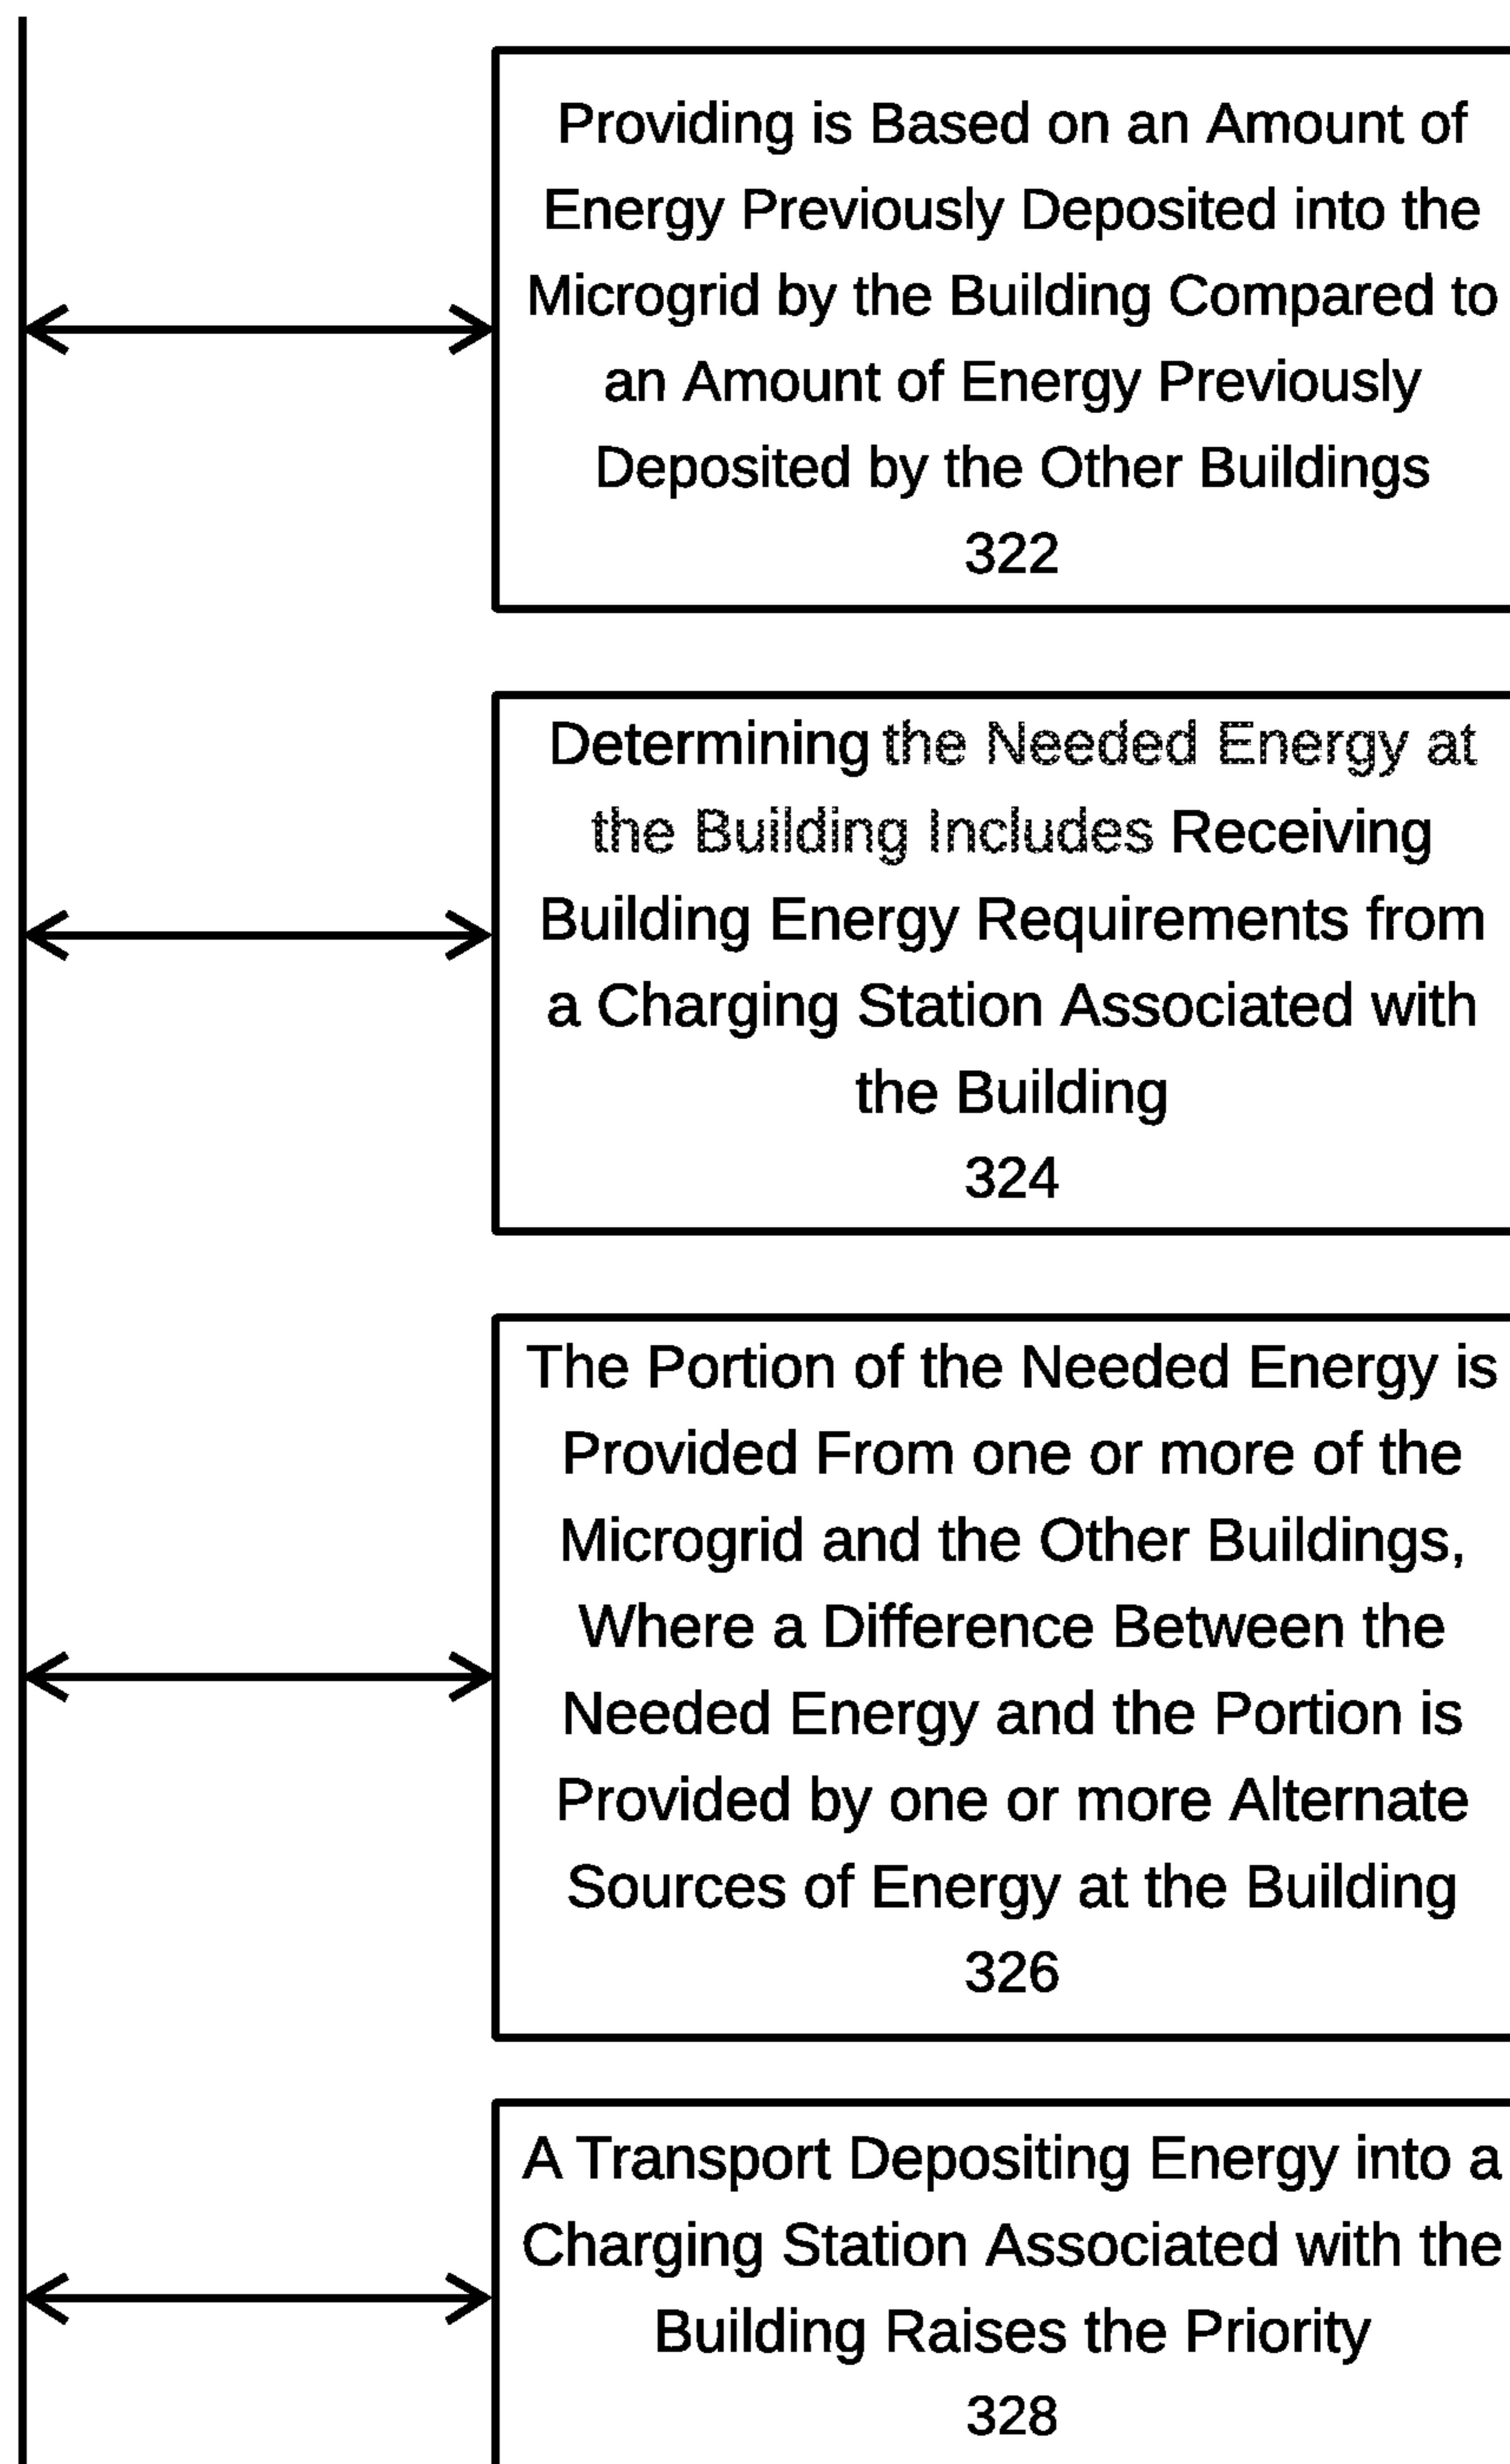 Providing is Based on an Amount of
Energy Previously Deposited into the
Microgrid by the Building Compared to
an Amount of Energy Previously
Deposited by the Other Buildings
322
Determining the Needed Energy at
the Building Includes Receiving
Building Energy Requirements from
a Charging Station Associated with
the Building
324
The Portion of the Needed Energy is
Provided From one or more of the
Microgrid and the Other Buildings,
Where a Difference Between the
Needed Energy and the Portion is
Provided by one or more Alternate
Sources of Energy at the Building
326
A Transport Depositing Energy into a
Charging Station Associated with the
Building Raises the Priority
328